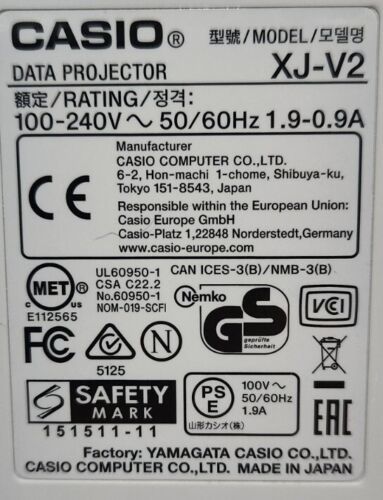 CASIO® 型號/MODEL/모델명
DATA PROJECTOR XJ-V2
額定/RATING/정격:
100-240V～ 50/60Hz 1.9-0.9A
Manufacturer
CASIO COMPUTER CO.,LTD.
6-2, Hon-machi 1-chome, Shibuya-ku,
Tokyo 151-8543, Japan
CE
Responsible within the European Union:
Casio Europe GmbH
Casio-Platz 1,22848 Norderstedt,Germany
www.casio-europe.com
MET®
c us
E112565
UL60950-1
CSA C22.2
No.60950-1
NOM-019-SCFI
CAN ICES-3(B)/NMB-3(B)
Nemko
GS
geprüfte
Sicherheit
VCI
FC
5125
SAFETY
MARK
151511-11
PS
E
山形カシオ(株)
100V～
50/60Hz
1.9A
EAC
Factory: YAMAGATA CASIO CO.,LTD.
CASIO COMPUTER CO.,LTD. MADE IN JAPAN